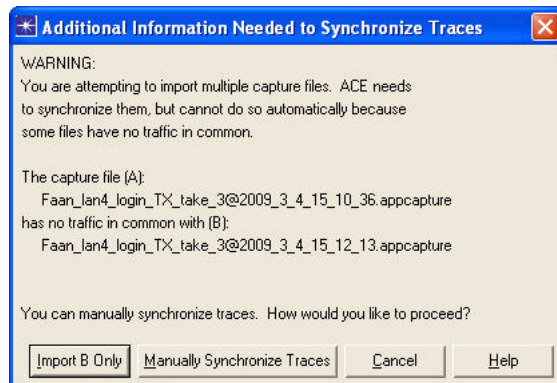 Additional Information Needed to Synchronize Traces
WARNING:
You are attempting to import multiple capture files. ACE needs
to synchronize them, but cannot do so automatically because
some files have no traffic in common.
The capture file (A):
Faan_lan4_login_TX_take_3@2009_3_4_15_10_36.appcapture
has no traffic in common with (B):
Faan_lan4_login_TX_take_3@2009_3_4_15_12_13.appcapture
You can manually synchronize traces. How would you like to proceed?
Import B Only Manually Synchronize Traces Cancel Help